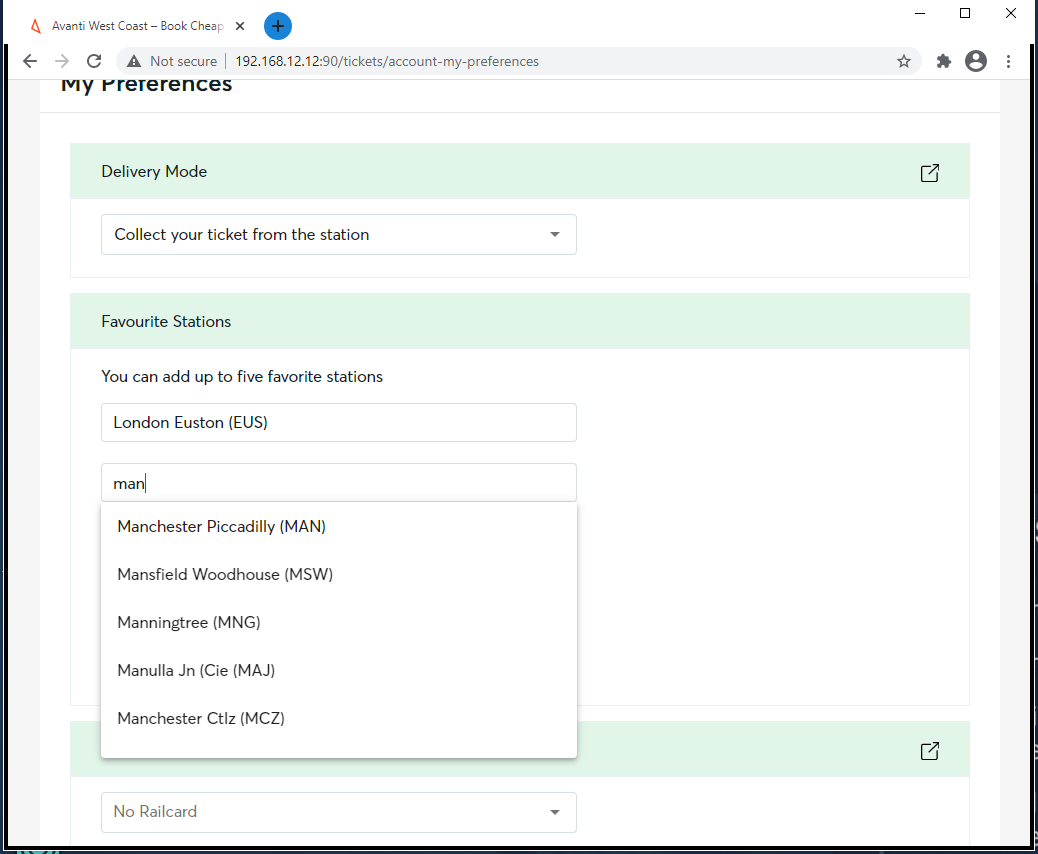 Avanti West Coast – Book Cheap
Not secure | 192.168.12.12:90/tickets/account-my-preferences
My Preferences
Delivery Mode
Collect your ticket from the station
Favourite Stations
You can add up to five favorite stations
London Euston (EUS)
man
Manchester Piccadilly (MAN)
Mansfield Woodhouse (MSW)
Manningtree (MNG)
Manulla Jn (Cie (MAJ)
Manchester Ctlz (MCZ)
No Railcard